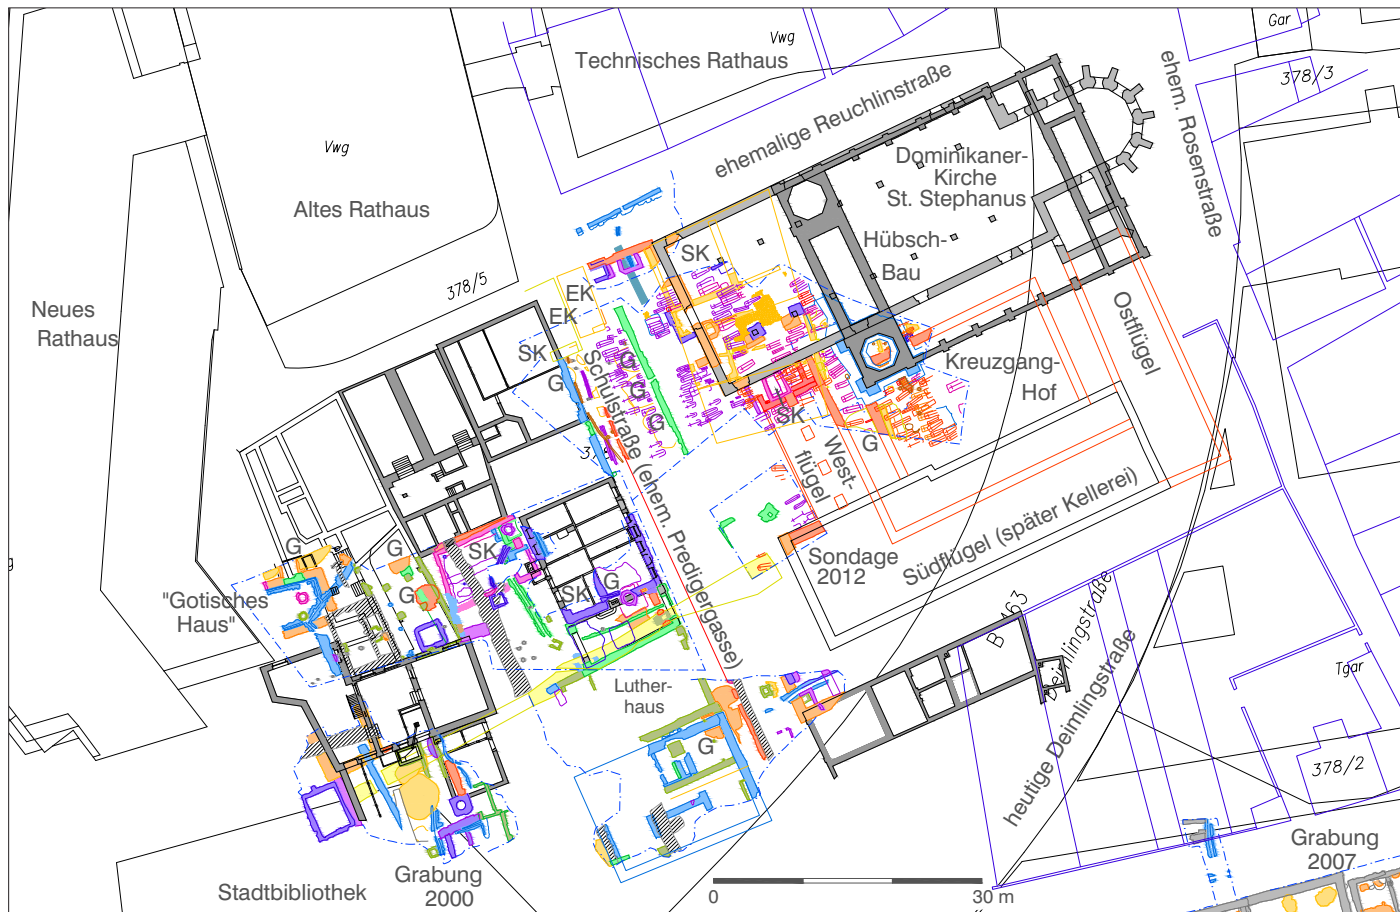 Technisches Rathaus
Vwg
Gar
378/3
ehemalige Reuchlinstraße
ehem. Rosenstraße
Vwg
Altes Rathaus
Dominikaner-
Kirche
St. Stephanus
Hübsch-
Bau
SK
378/5
EK
EK
SK
G
Neues
Rathaus
Schulstraße (ehem. Predigergasse)
G
G
G
Kreuzgang-
Hof
Ostflügel
SK
G
West-
flügel
Sondage
2012
Südflügel (später Kellerei)
G
G
SK
G
SK
G
"Gotisches
Haus"
B
63
Deimlingstraße
heutige Deimlingstraße
Tgar
Luther-
haus
G
378/2
Grabung
2007
Stadtbibliothek
Grabung
2000
0
30 m